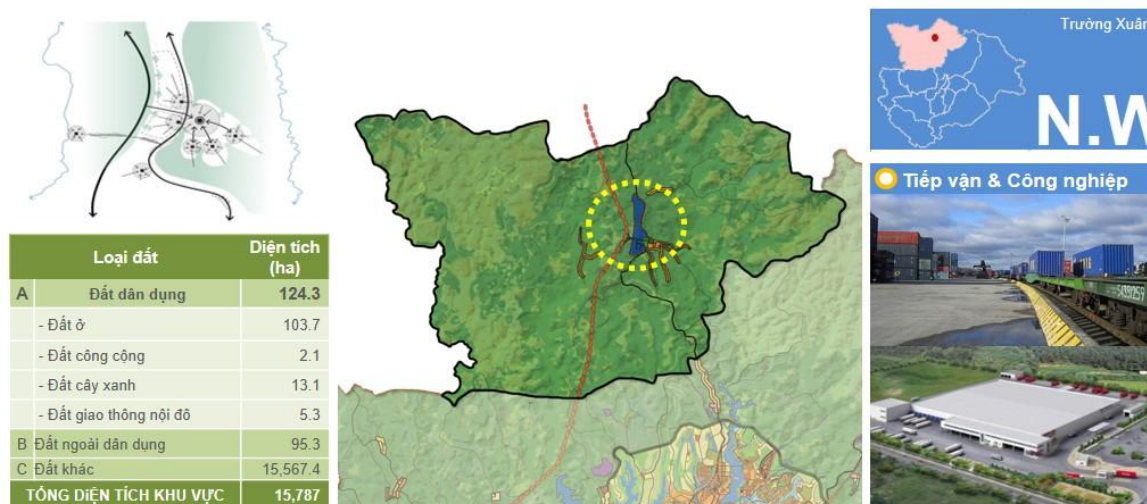 Trường Xuân
N.W
Tiếp vận & Công nghiệp
Loại đất Diện tích (ha)
A Đất dân dụng 124.3
- Đất ở 103.7
- Đất công cộng 2.1
- Đất cây xanh 13.1
- Đất giao thông nội đô 5.3
B Đất ngoài dân dụng 95.3
C Đất khác 15,567.4
TỔNG DIỆN TÍCH KHU VỰC 15,787